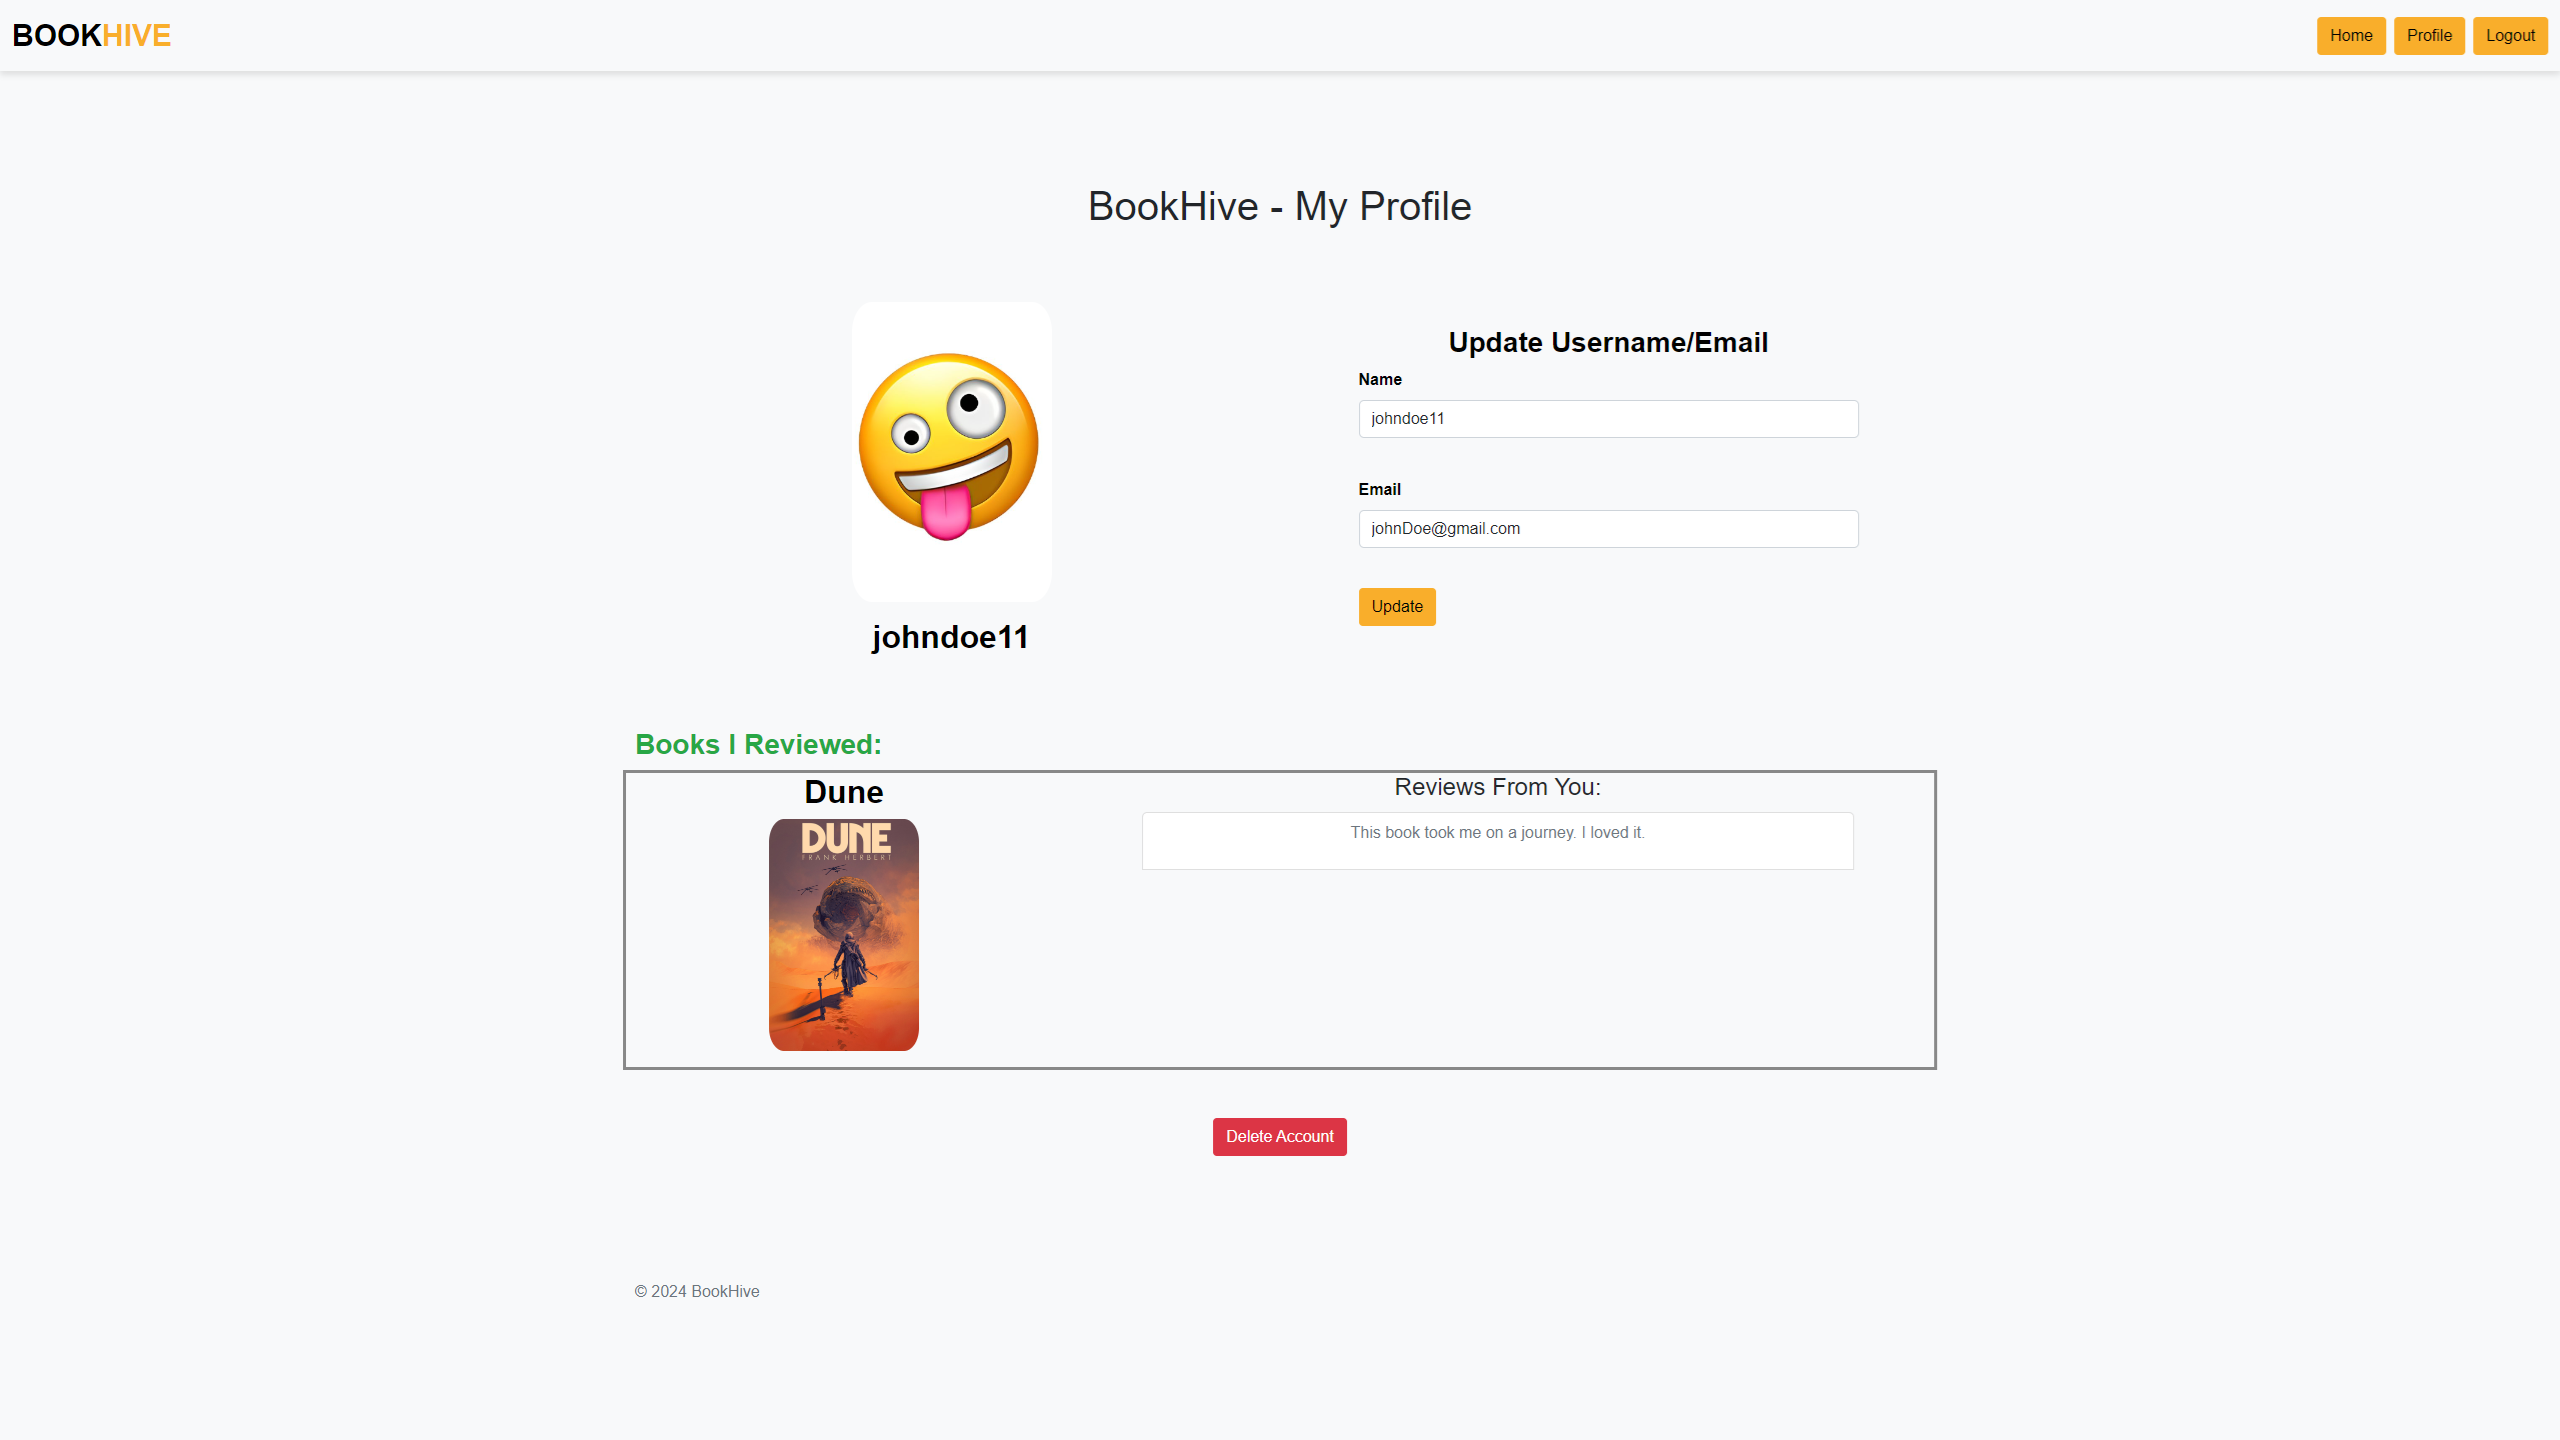 BOOKHIVE
Home
Profile
Logout
BookHive - My Profile
johndoe11
Update Username/Email
Name
johndoe11
Email
johnDoe@gmail.com
Update
Books I Reviewed:
Dune
DUNE
FRANK HERBERT
Reviews From You:
This book took me on a journey. I loved it.
Delete Account
© 2024 BookHive